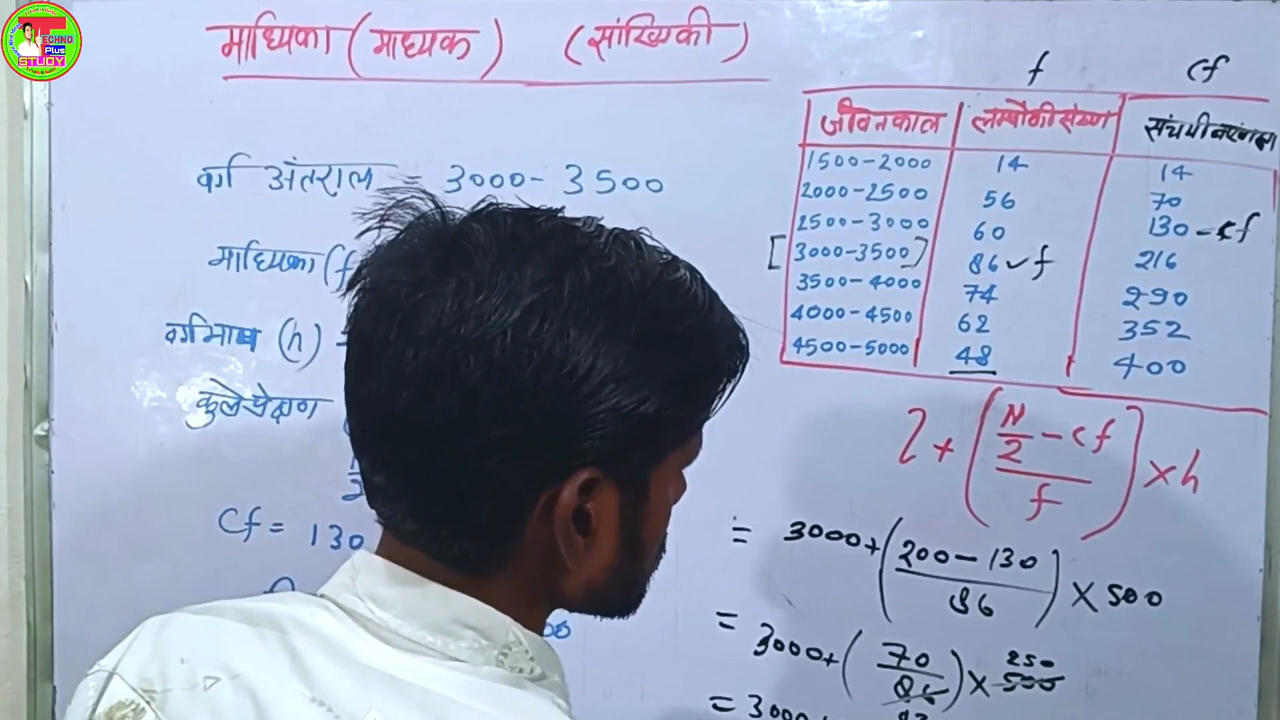 TECHNO
Plus
STUDY
माध्यिका (माध्यक) (सांख्यिकी)
वर्ग अंतराल = 3000-3500
माध्यिका (f
वर्गमाप (h) =
कुल प्रेक्षण
Cf = 130
f cf
जीवनकाल लम्पो की संख्या संचयी बारंबारता
1500-2000 14 14
2000-2500 56 70
2500-3000 60 130-cf
[3000-3500] 86 ✓ f 216
3500-4000 74 290
4000-4500 62 352
4500-5000 48 400
l + ( (N/2 - cf) / f ) × h
= 3000 + ( (200-130) / 86 ) × 500
= 3000 + ( 70 / 86 ) × 500 250
= 3000 +